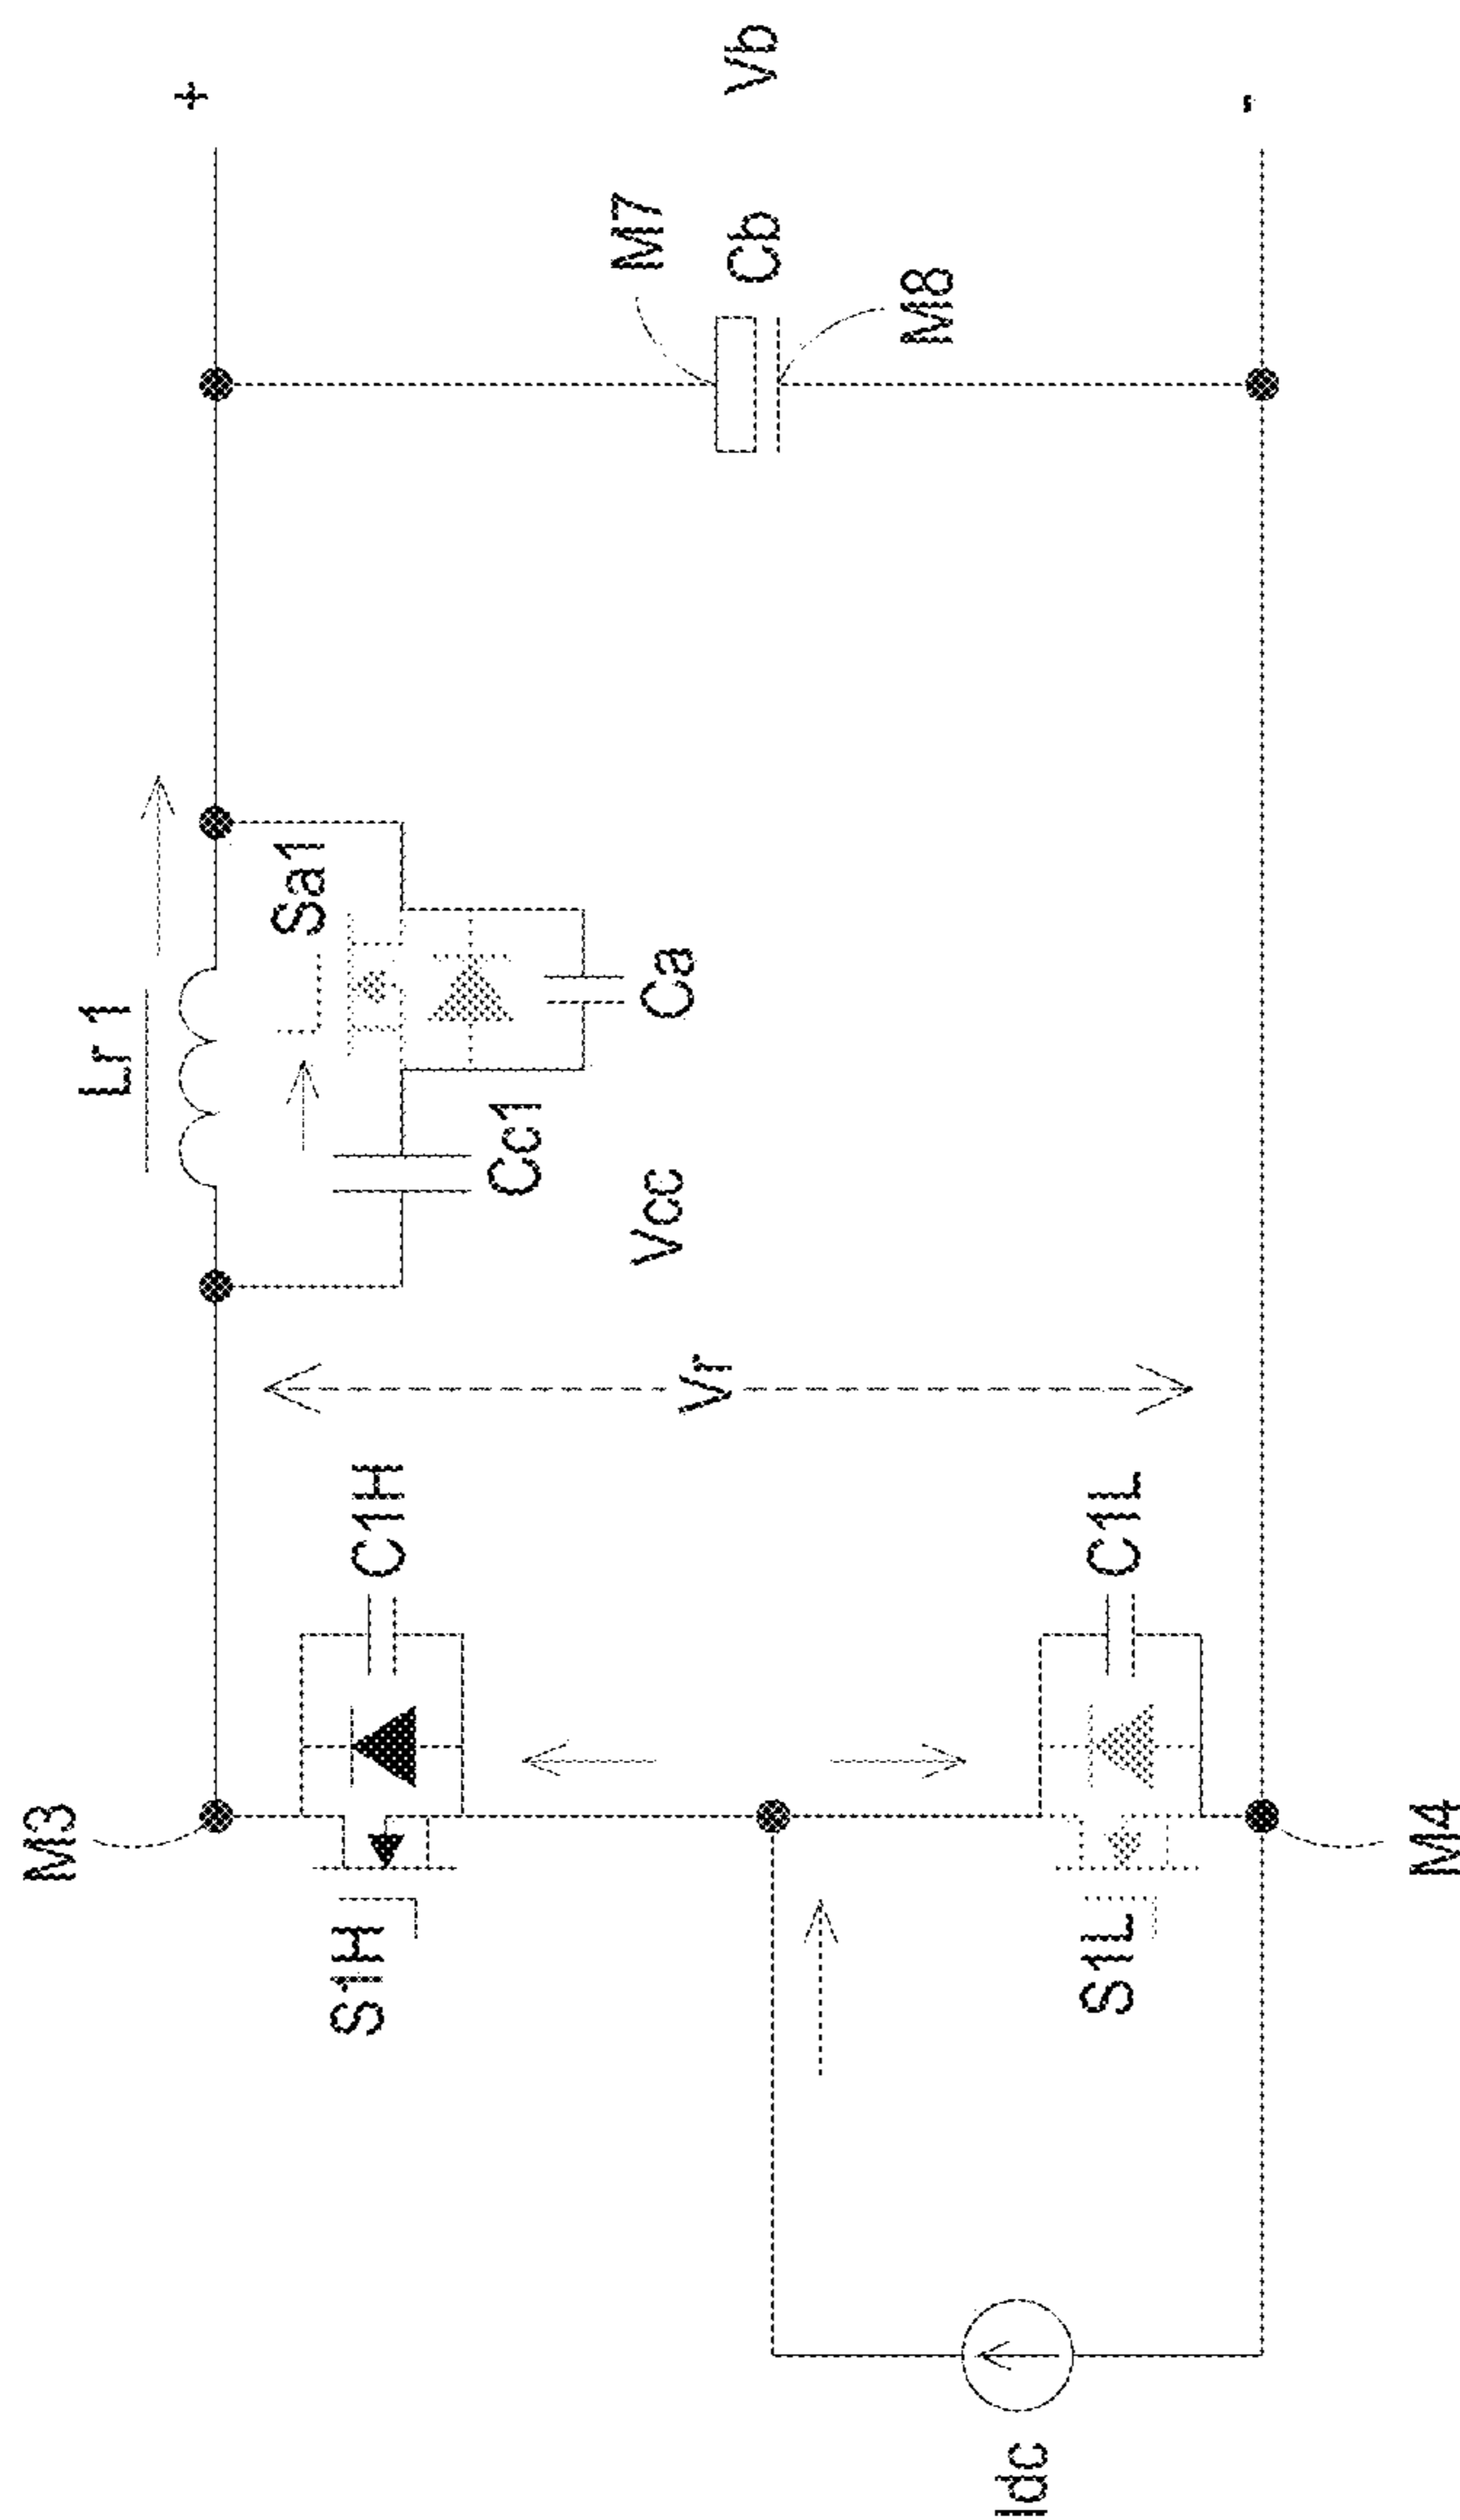 M3
Lr1
+
Sa1
S1H
C1H
Cc1
Ca
Vcc
Vr
M7
Cb
Vb
M8
Idc
S1L
C1L
M4
-